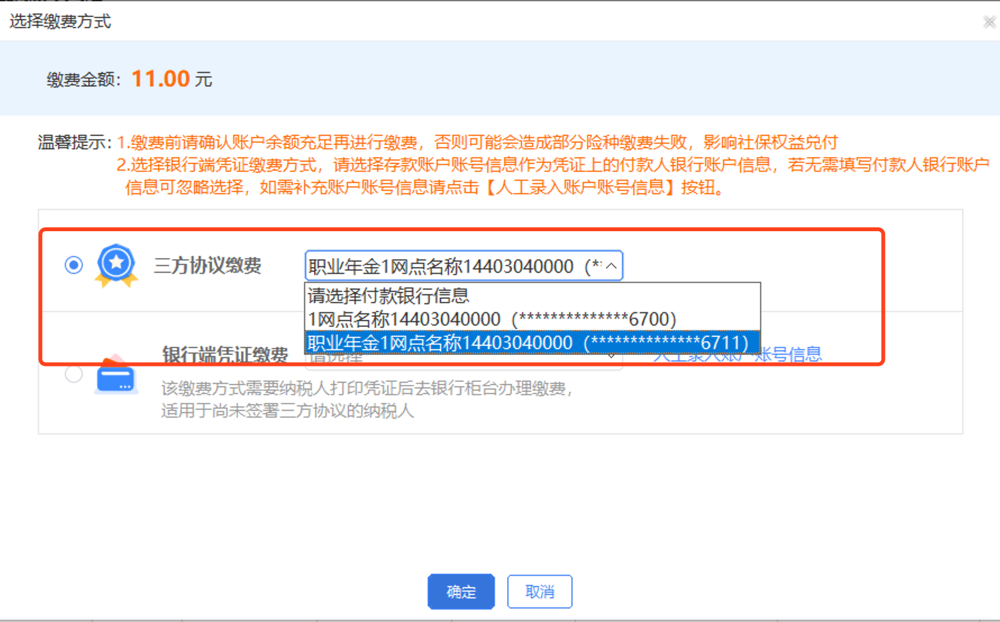 选择缴费方式
缴费金额：11.00 元
温馨提示：1.缴费前请确认账户余额充足再进行缴费，否则可能会造成部分险种缴费失败，影响社保权益兑付
2.选择银行端凭证缴费方式，请选择存款账户账号信息作为凭证上的付款人银行账户信息，若无需填写付款人银行账户
信息可忽略选择，如需补充账户账号信息请点击【人工录入账户账号信息】按钮。
三方协议缴费
职业年金1网点名称14403040000（*
请选择付款银行信息
1网点名称14403040000（**************6700）
职业年金1网点名称14403040000（**************6711）
银行端凭证缴费
请选择
人工录入账户账号信息
该缴费方式需要纳税人打印凭证后去银行柜台办理缴费，
适用于尚未签署三方协议的纳税人
确定
取消